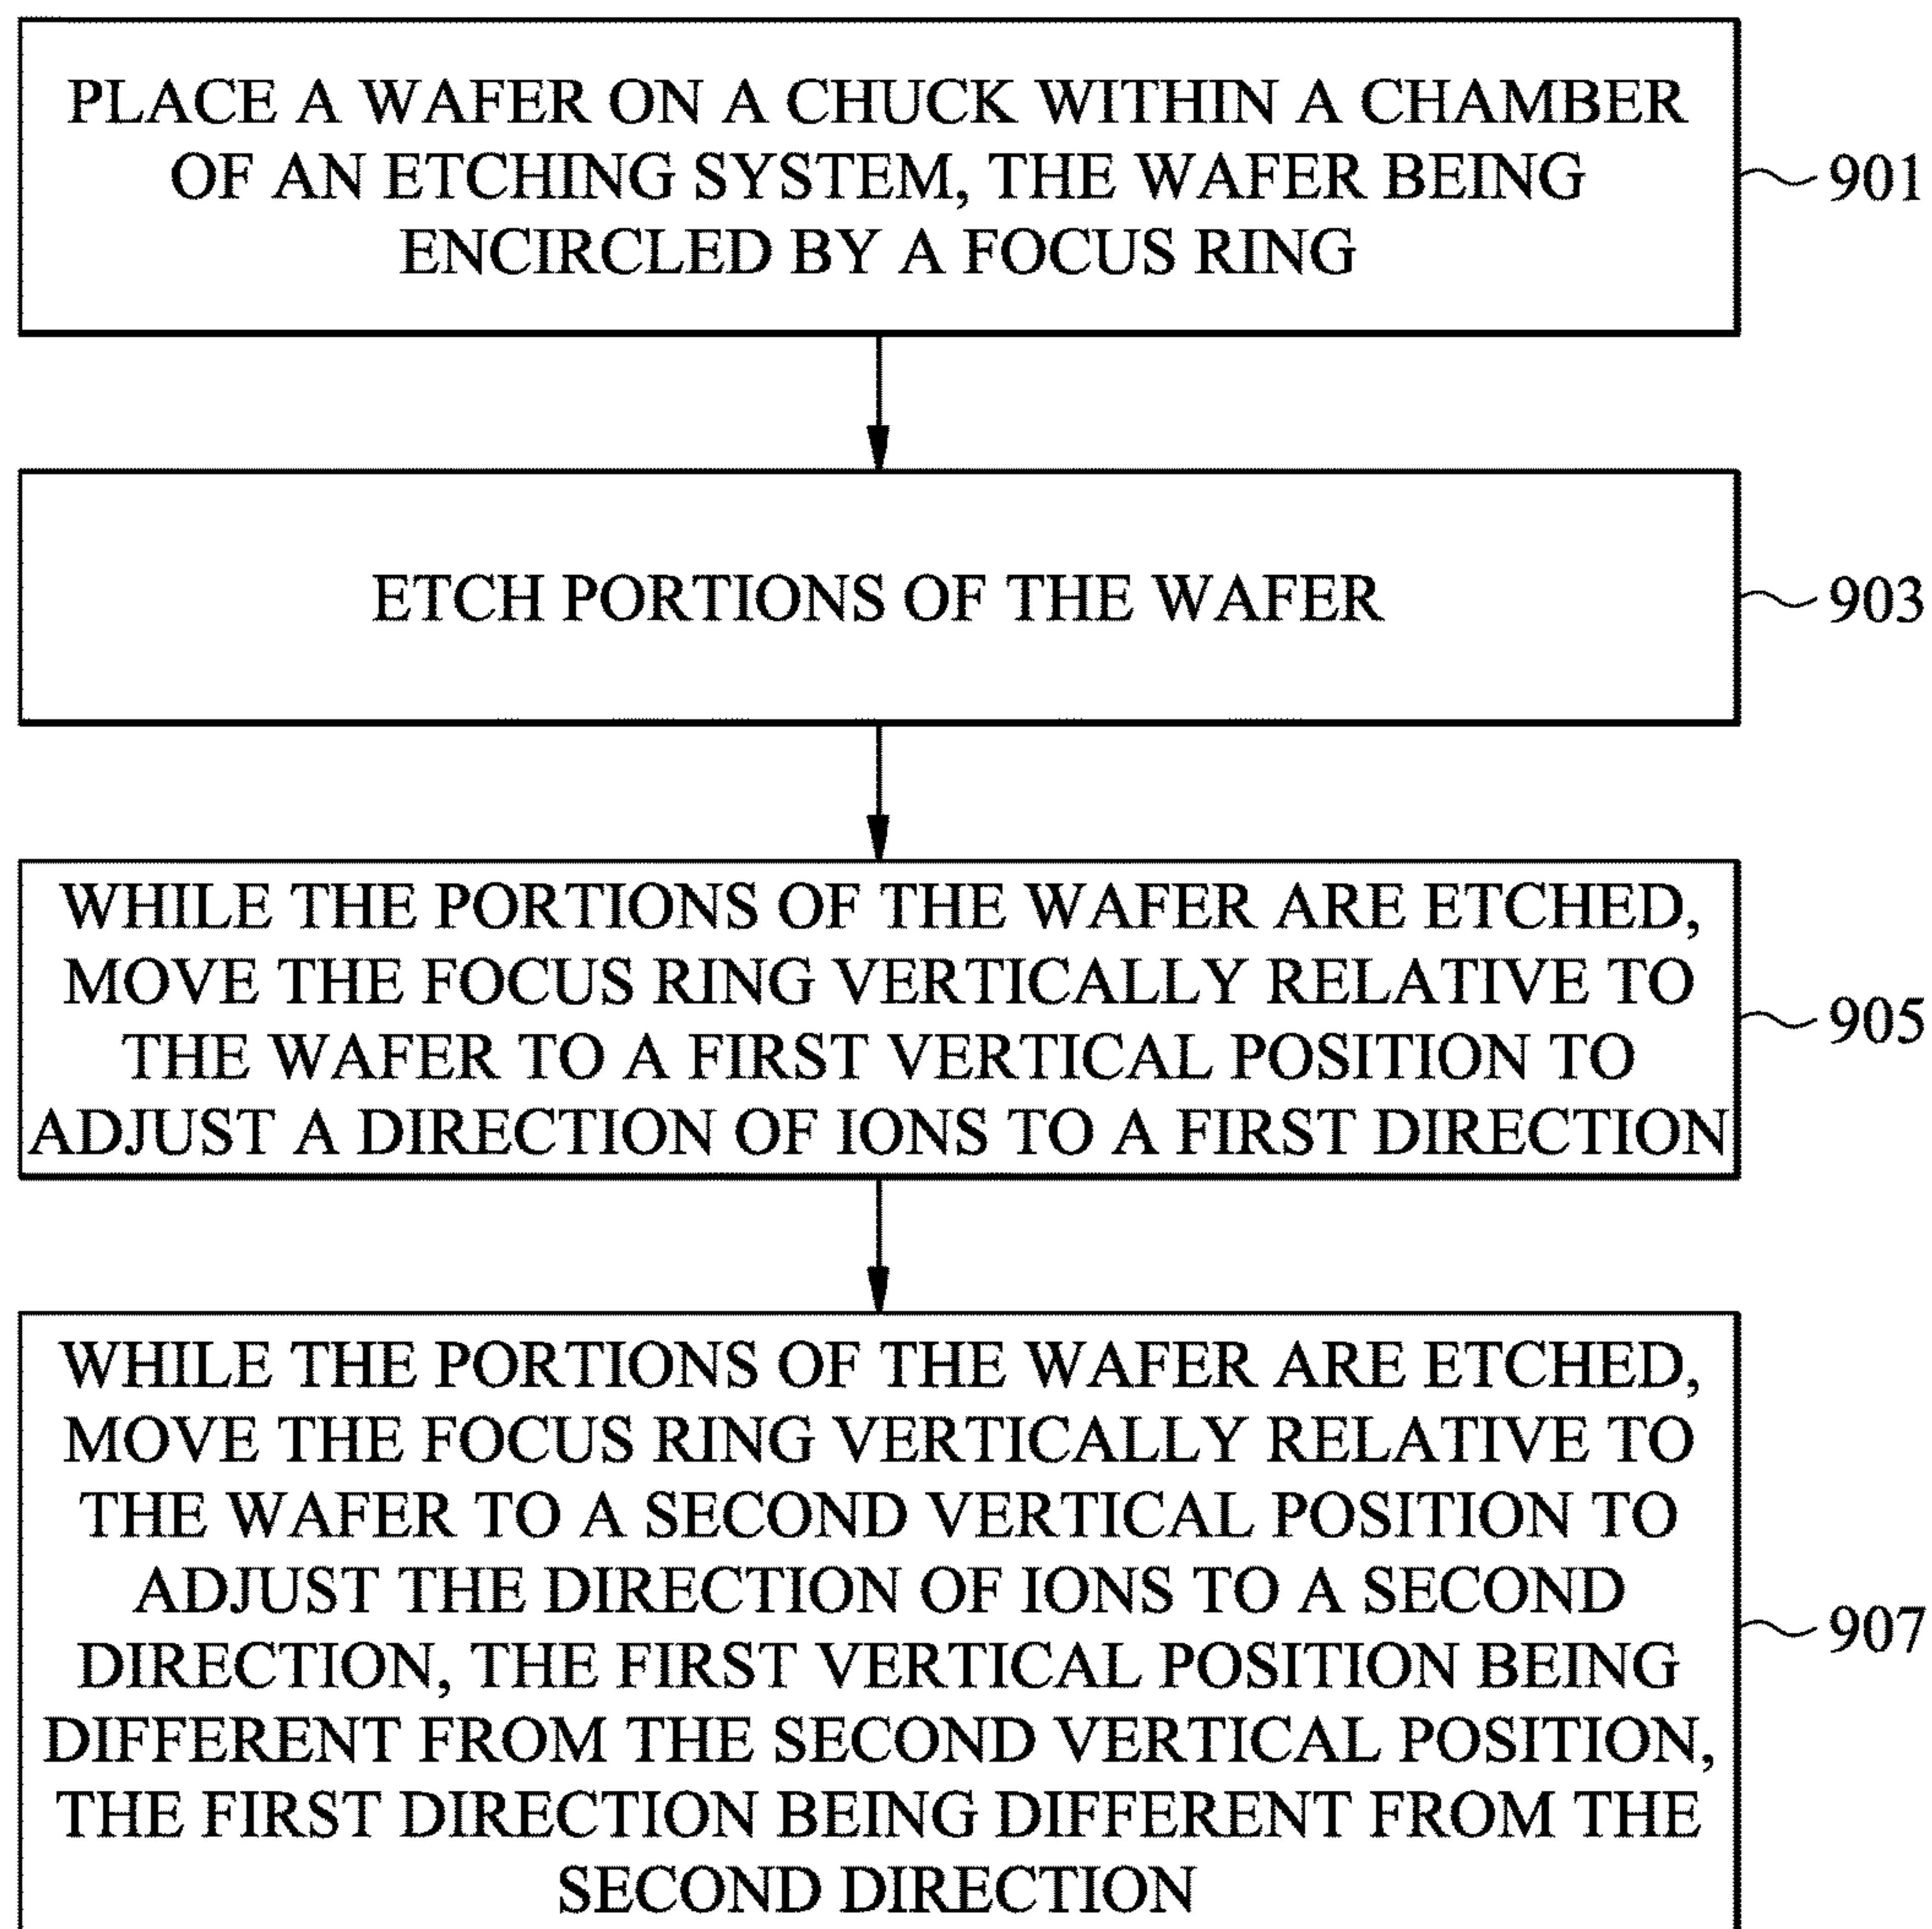 PLACE A WAFER ON A CHUCK WITHIN A CHAMBER
OF AN ETCHING SYSTEM, THE WAFER BEING
ENCIRCLED BY A FOCUS RING
901
ETCH PORTIONS OF THE WAFER
903
WHILE THE PORTIONS OF THE WAFER ARE ETCHED,
MOVE THE FOCUS RING VERTICALLY RELATIVE TO
THE WAFER TO A FIRST VERTICAL POSITION TO
ADJUST A DIRECTION OF IONS TO A FIRST DIRECTION
905
WHILE THE PORTIONS OF THE WAFER ARE ETCHED,
MOVE THE FOCUS RING VERTICALLY RELATIVE TO
THE WAFER TO A SECOND VERTICAL POSITION TO
ADJUST THE DIRECTION OF IONS TO A SECOND
DIRECTION, THE FIRST VERTICAL POSITION BEING
DIFFERENT FROM THE SECOND VERTICAL POSITION,
THE FIRST DIRECTION BEING DIFFERENT FROM THE
SECOND DIRECTION
907